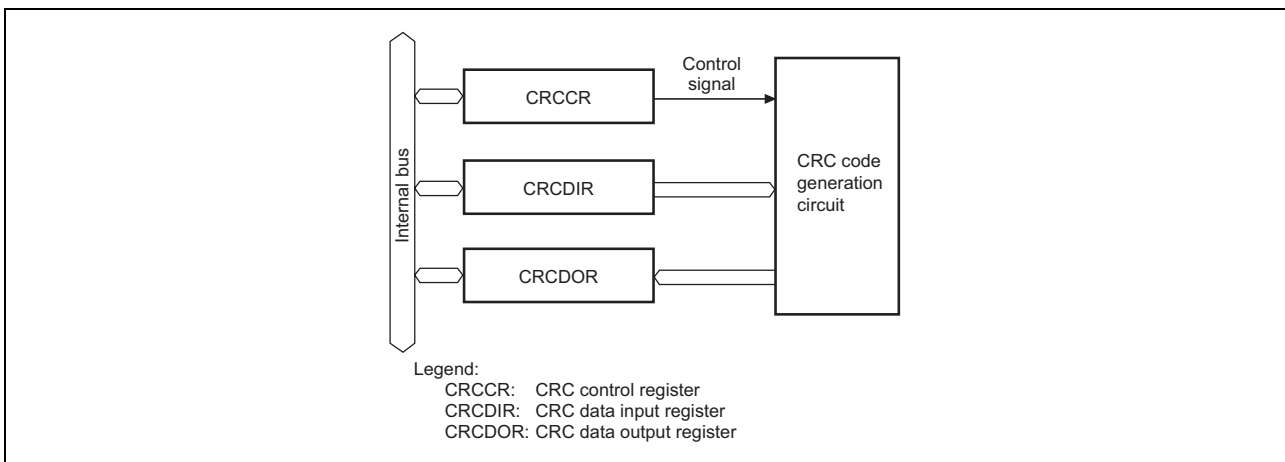 Control
signal
CRCCR
CRC code
generation
circuit
Internal bus
CRCDIR
CRCDOR
Legend:
CRCCR: CRC control register
CRCDIR: CRC data input register
CRCDOR: CRC data output register